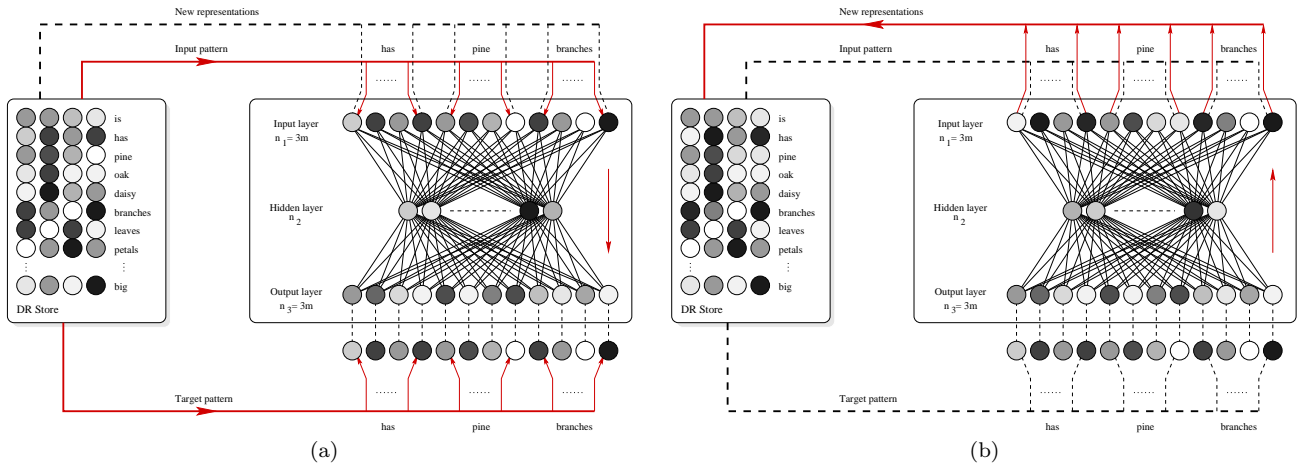 New representations
Input pattern
has pine branches
...... ...... ......
is
has
pine
oak
daisy
branches
leaves
petals
...
big
DR Store
Input layer
n 1 = 3m
Hidden layer
n 2
Output layer
n 3 = 3m
...... ...... ......
Target pattern
has pine branches
(a)
New representations
Input pattern
has pine branches
...... ...... ......
is
has
pine
oak
daisy
branches
leaves
petals
...
big
DR Store
Input layer
n 1 = 3m
Hidden layer
n 2
Output layer
n 3 = 3m
...... ...... ......
Target pattern
has pine branches
(b)